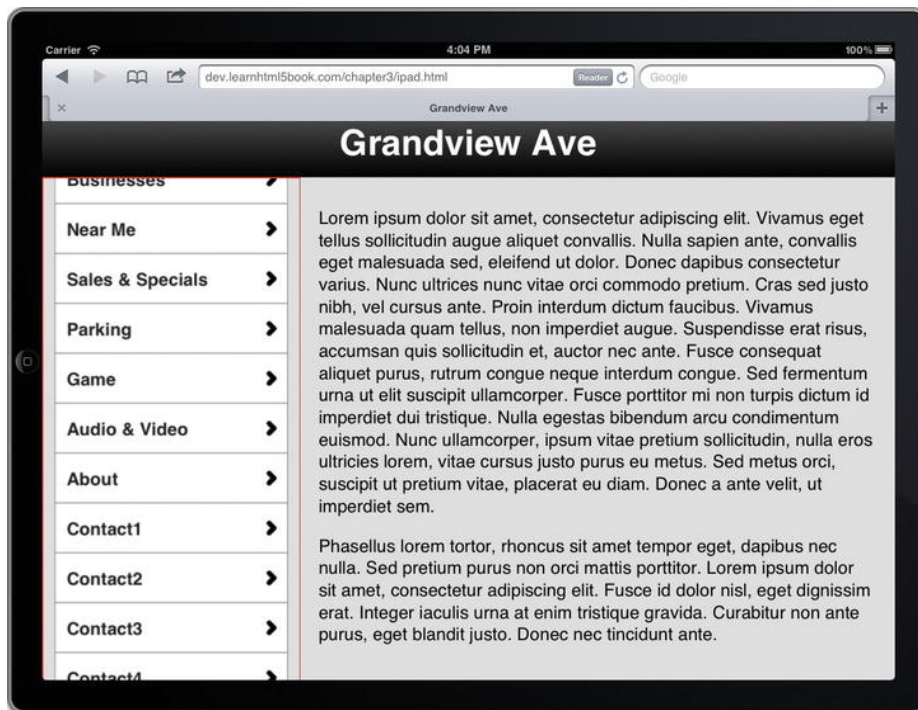 Carrier
4:04 PM
100%
dev.learnhtml5book.com/chapter3/ipad.html
Reader
Google
Grandview Ave
Grandview Ave
Businesses
Near Me
Sales & Specials
Parking
Game
Audio & Video
About
Contact1
Contact2
Contact3
Contact4
Lorem ipsum dolor sit amet, consectetur adipiscing elit. Vivamus eget
tellus sollicitudin augue aliquet convallis. Nulla sapien ante, convallis
eget malesuada sed, eleifend ut dolor. Donec dapibus consectetur
varius. Nunc ultrices nunc vitae orci commodo pretium. Cras sed justo
nibh, vel cursus ante. Proin interdum dictum faucibus. Vivamus
malesuada quam tellus, non imperdiet augue. Suspendisse erat risus,
accumsan quis sollicitudin et, auctor nec ante. Fusce consequat
aliquet purus, rutrum congue neque interdum congue. Sed fermentum
urna ut elit suscipit ullamcorper. Fusce porttitor mi non turpis dictum id
imperdiet dui tristique. Nulla egestas bibendum arcu condimentum
euismod. Nunc ullamcorper, ipsum vitae pretium sollicitudin, nulla eros
ultricies lorem, vitae cursus justo purus eu metus. Sed metus orci,
suscipit ut pretium vitae, placerat eu diam. Donec a ante velit, ut
imperdiet sem.
Phasellus lorem tortor, rhoncus sit amet tempor eget, dapibus nec
nulla. Sed pretium purus non orci mattis porttitor. Lorem ipsum dolor
sit amet, consectetur adipiscing elit. Fusce id dolor nisl, eget dignissim
erat. Integer iaculis urna at enim tristique gravida. Curabitur non ante
purus, eget blandit justo. Donec nec tincidunt ante.